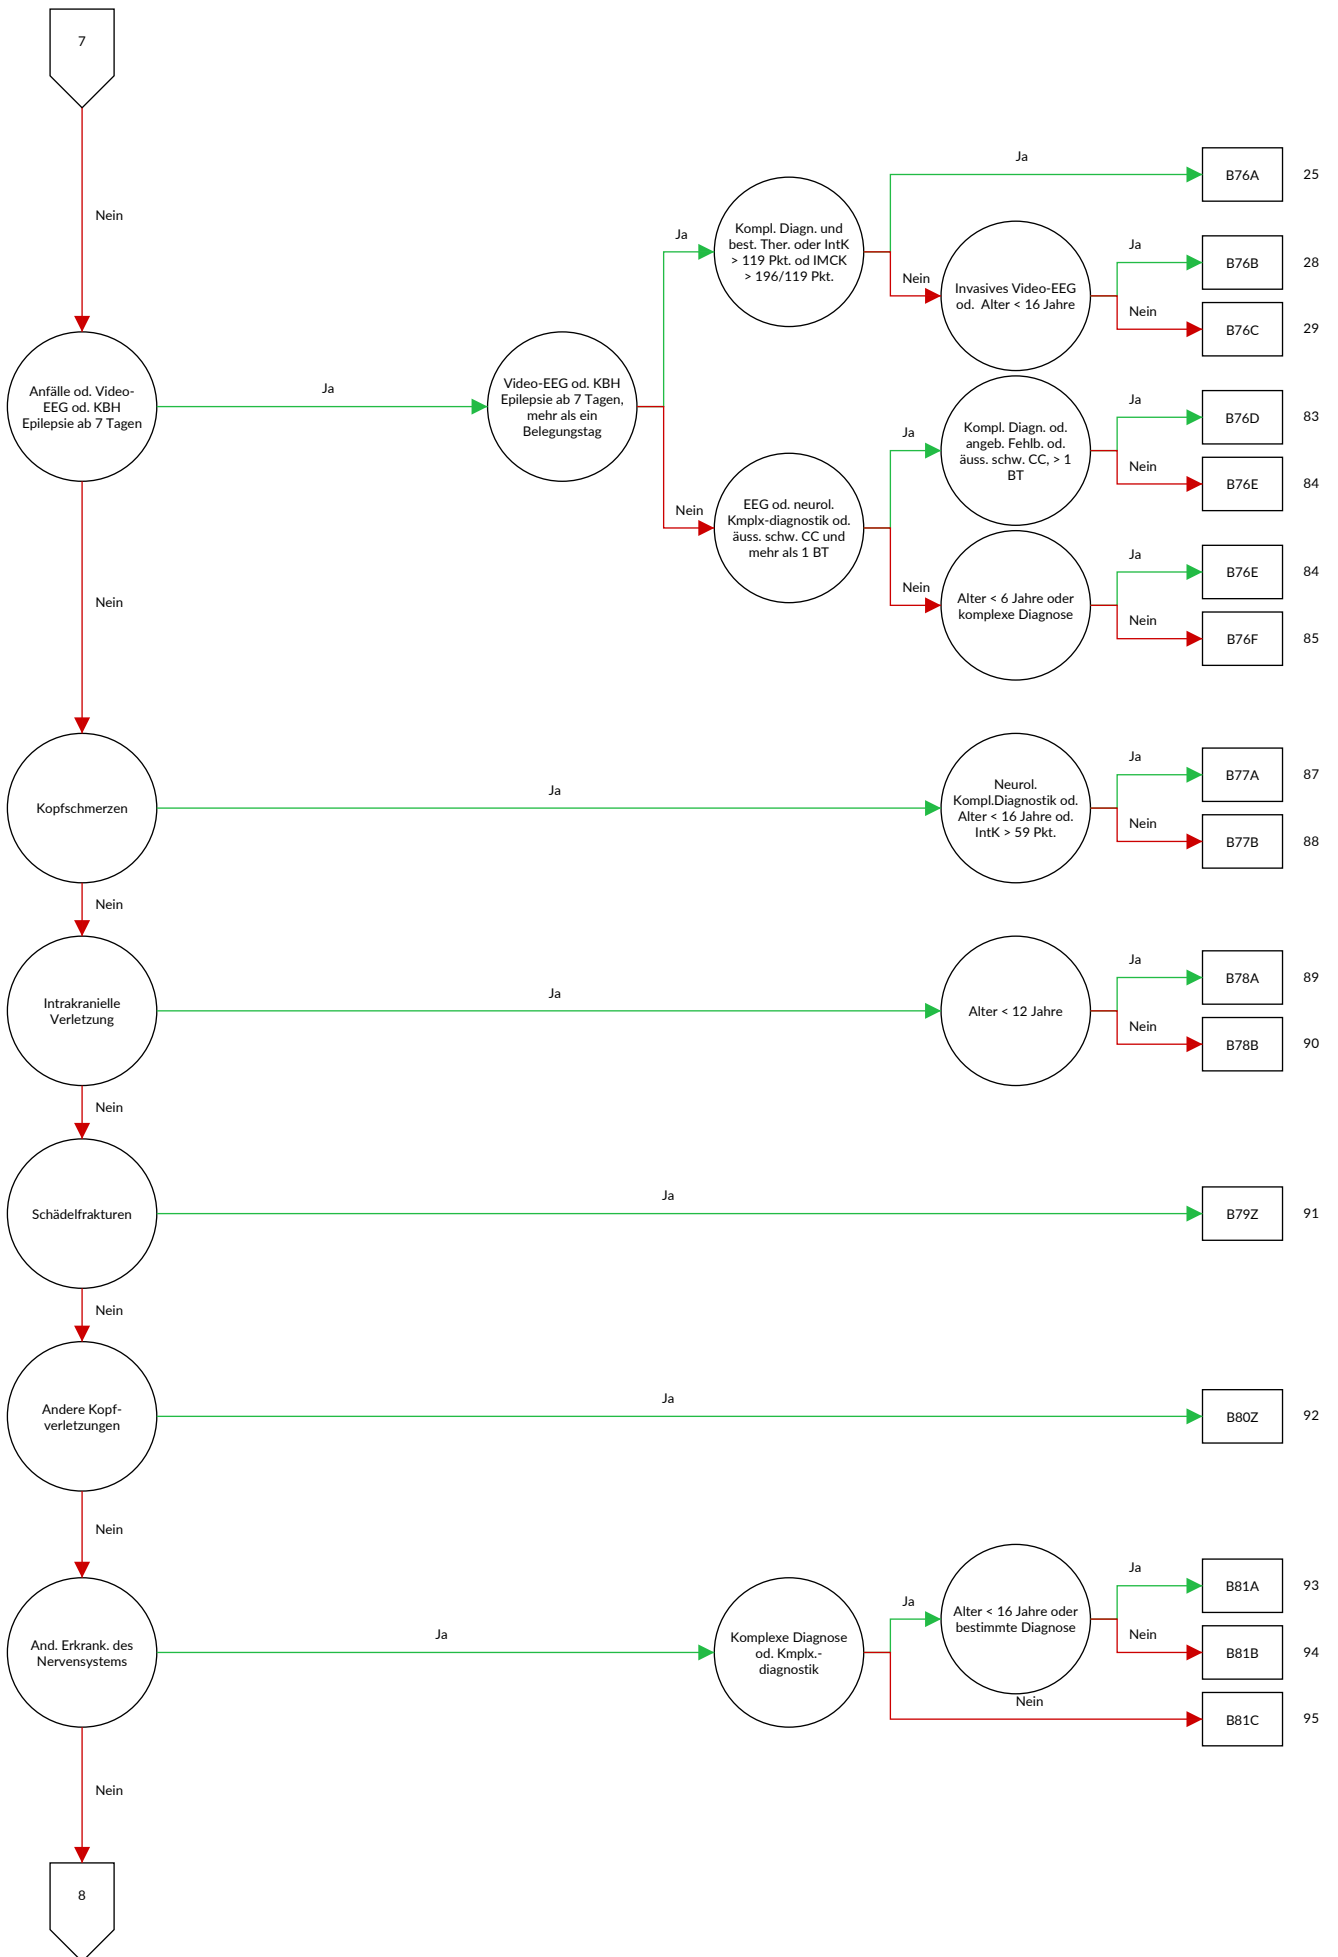 7
Nein
Anfälle od. Video-
EEG od. KBH
Epilepsie ab 7 Tagen
Ja
Video-EEG od. KBH
Epilepsie ab 7 Tagen,
mehr als ein
Belegungstag
Ja
Kompl. Diagn. und
best. Ther. oder IntK
> 119 Pkt. od IMCK
> 196/119 Pkt.
Ja
B76A
25
Nein
Invasives Video-EEG
od.  Alter < 16 Jahre
Ja
B76B
28
Nein
B76C
29
Nein
EEG od. neurol.
Kmplx-diagnostik od.
äuss. schw. CC und
mehr als 1 BT
Ja
Kompl. Diagn. od.
angeb. Fehlb. od.
äuss. schw. CC, > 1
BT
Ja
B76D
83
Nein
B76E
84
Nein
Alter < 6 Jahre oder
komplexe Diagnose
Ja
B76E
84
Nein
B76F
85
Nein
Kopfschmerzen
Ja
Neurol.
Kompl.Diagnostik od.
Alter < 16 Jahre od.
IntK > 59 Pkt.
Ja
B77A
87
Nein
B77B
88
Nein
Intrakranielle
Verletzung
Ja
Alter < 12 Jahre
Ja
B78A
89
Nein
B78B
90
Nein
Schädelfrakturen
Ja
B79Z
91
Nein
Andere Kopf-
verletzungen
Ja
B80Z
92
Nein
And. Erkrank. des
Nervensystems
Ja
Komplexe Diagnose
od. Kmplx.-
diagnostik
Ja
Alter < 16 Jahre oder
bestimmte Diagnose
Ja
B81A
93
Nein
B81B
94
Nein
B81C
95
Nein
8